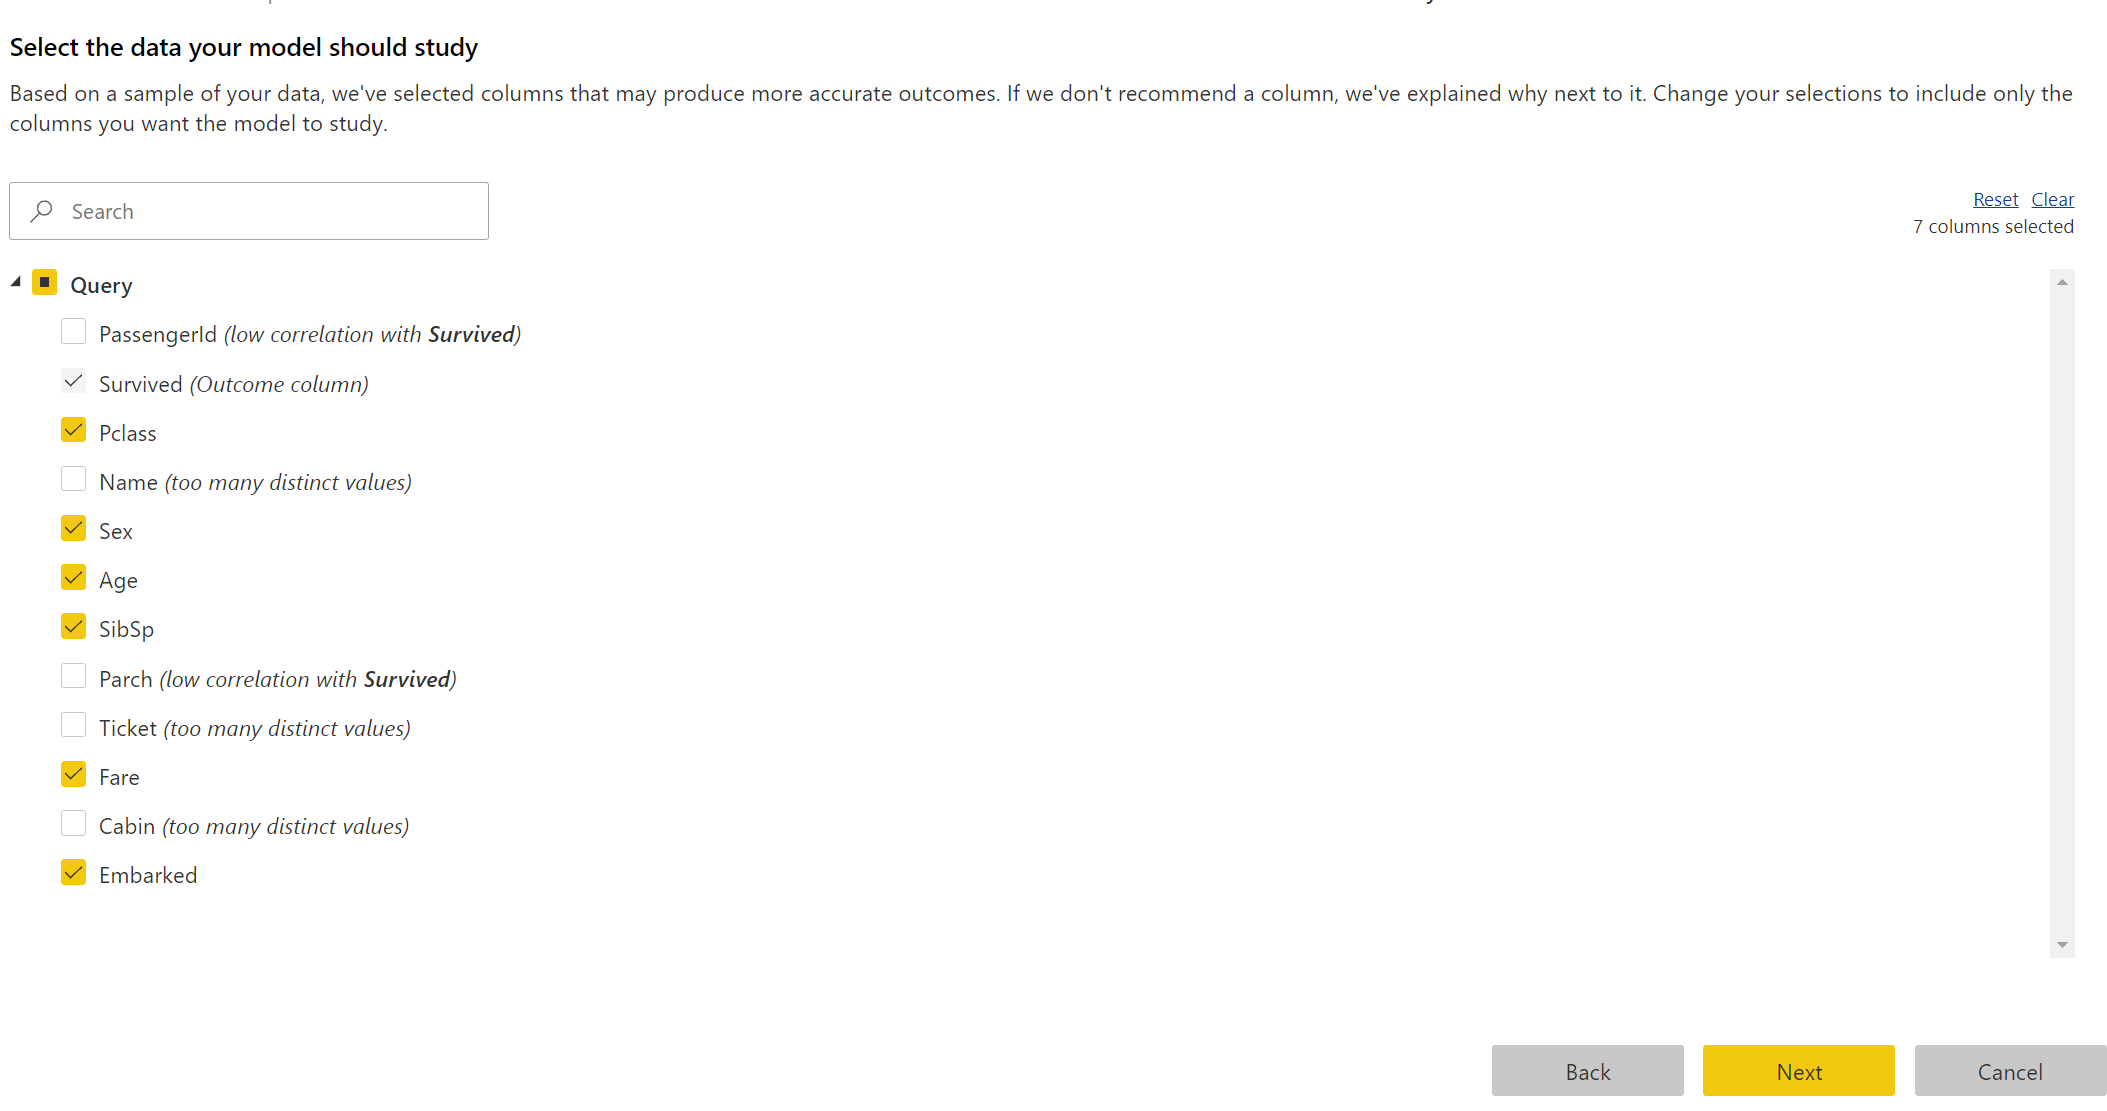 Select the data your model should study
Based on a sample of your data, we've selected columns that may produce more accurate outcomes. If we don't recommend a column, we've explained why next to it. Change your selections to include only the
columns you want the model to study.
Search
Reset Clear
7 columns selected
Query
PassengerId (low correlation with Survived)
Survived (Outcome column)
Pclass
Name (too many distinct values)
Sex
Age
SibSp
Parch (low correlation with Survived)
Ticket (too many distinct values)
Fare
Cabin (too many distinct values)
Embarked
Back Next Cancel